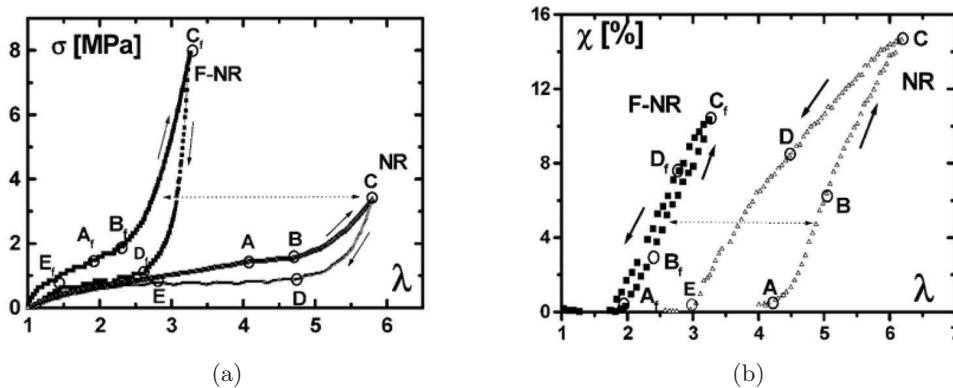 σ [MPa]
8
6
4
2
0
1
2
3
4
5
6
λ
C_f
F-NR
NR
C
A_f
B_f
E_f
D_f
A
B
E
D
(a)
χ [%]
16
12
8
4
0
1
2
3
4
5
6
7
λ
F-NR
C_f
D_f
B_f
A_f
NR
C
D
B
E
A
(b)